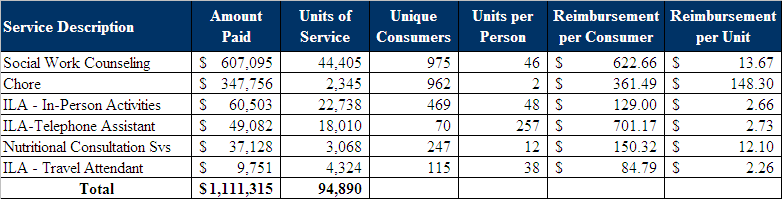 Service Description Amount Paid Units of Service Unique Consumers Units per Person Reimbursement per Consumer Reimbursement per Unit
Social Work Counseling $ 607,095 44,405 975 46 $ 622.66 $ 13.67
Chore $ 347,756 2,345 962 2 $ 361.49 $ 148.30
ILA - In-Person Activities $ 60,503 22,738 469 48 $ 129.00 $ 2.66
ILA-Telephone Assistant $ 49,082 18,010 70 257 $ 701.17 $ 2.73
Nutritional Consultation Svs $ 37,128 3,068 247 12 $ 150.32 $ 12.10
ILA - Travel Attendant $ 9,751 4,324 115 38 $ 84.79 $ 2.26
Total $1,111,315 94,890